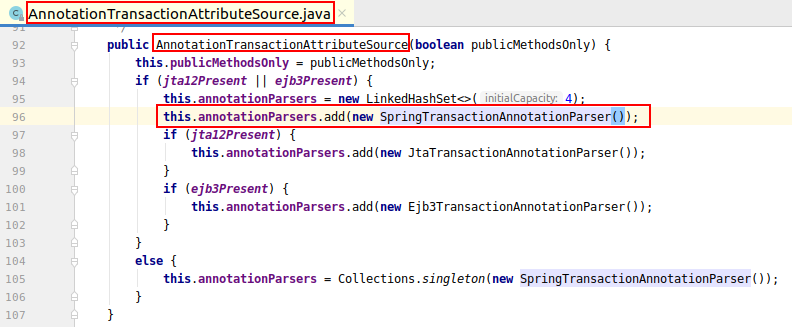 AnnotationTransactionAttributeSource.java
91 */
92 public AnnotationTransactionAttributeSource(boolean publicMethodsOnly) {
93 this.publicMethodsOnly = publicMethodsOnly;
94 if (jta12Present || ejb3Present) {
95 this.annotationParsers = new LinkedHashSet<>( initialCapacity: 4);
96 this.annotationParsers.add(new SpringTransactionAnnotationParser());
97 if (jta12Present) {
98 this.annotationParsers.add(new JtaTransactionAnnotationParser());
99 }
100 if (ejb3Present) {
101 this.annotationParsers.add(new Ejb3TransactionAnnotationParser());
102 }
103 }
104 else {
105 this.annotationParsers = Collections.singleton(new SpringTransactionAnnotationParser());
106 }
107 }